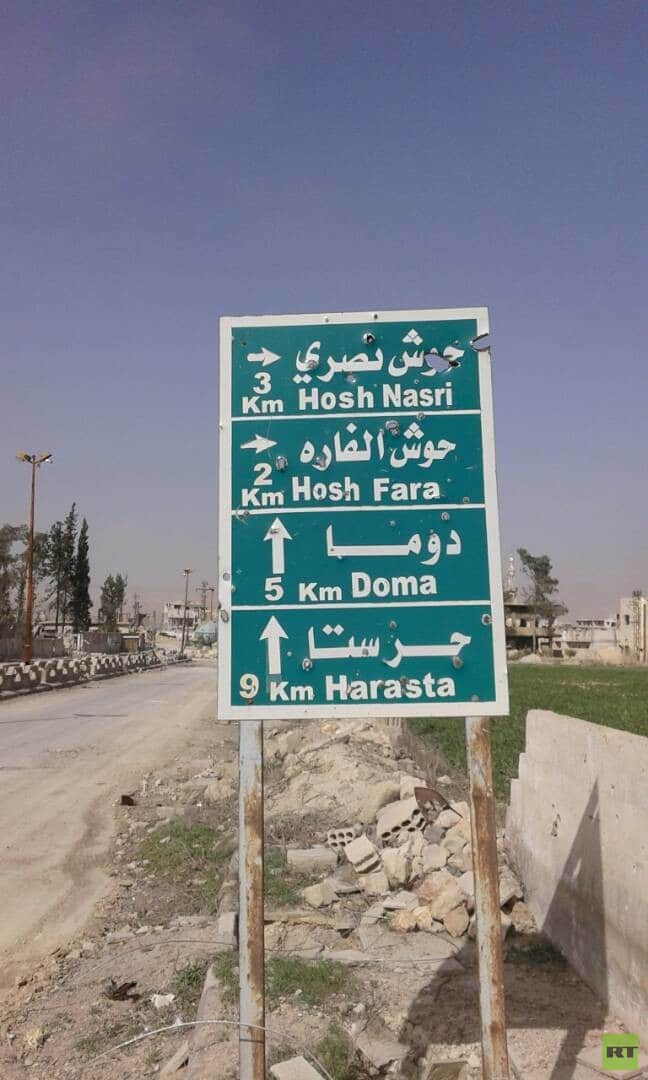 حوش نصري
3
Km Hosh Nasri
حوش الفاره
2
Km Hosh Fara
دوما
5 Km Doma
حرستا
9 Km Harasta
RT